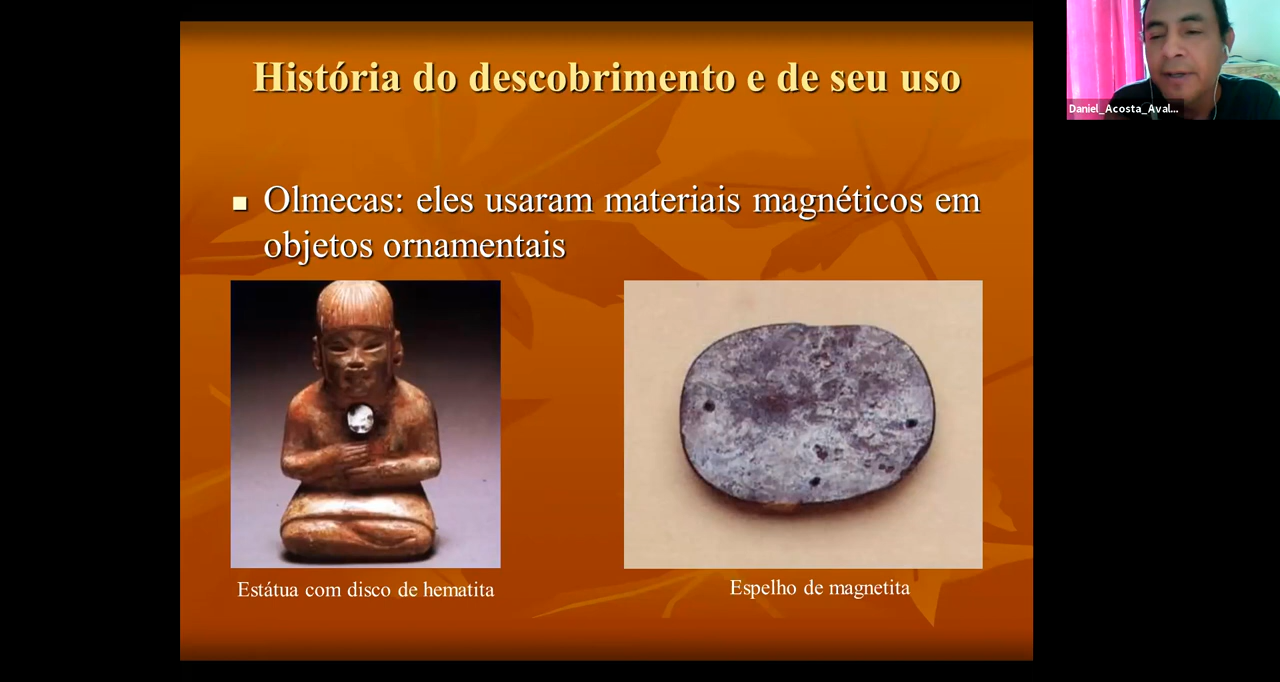 História do descobrimento e de seu uso
Olmecas: eles usaram materiais magnéticos em
objetos ornamentais
Estátua com disco de hematita
Espelho de magnetita
Daniel_Acosta_Aval...